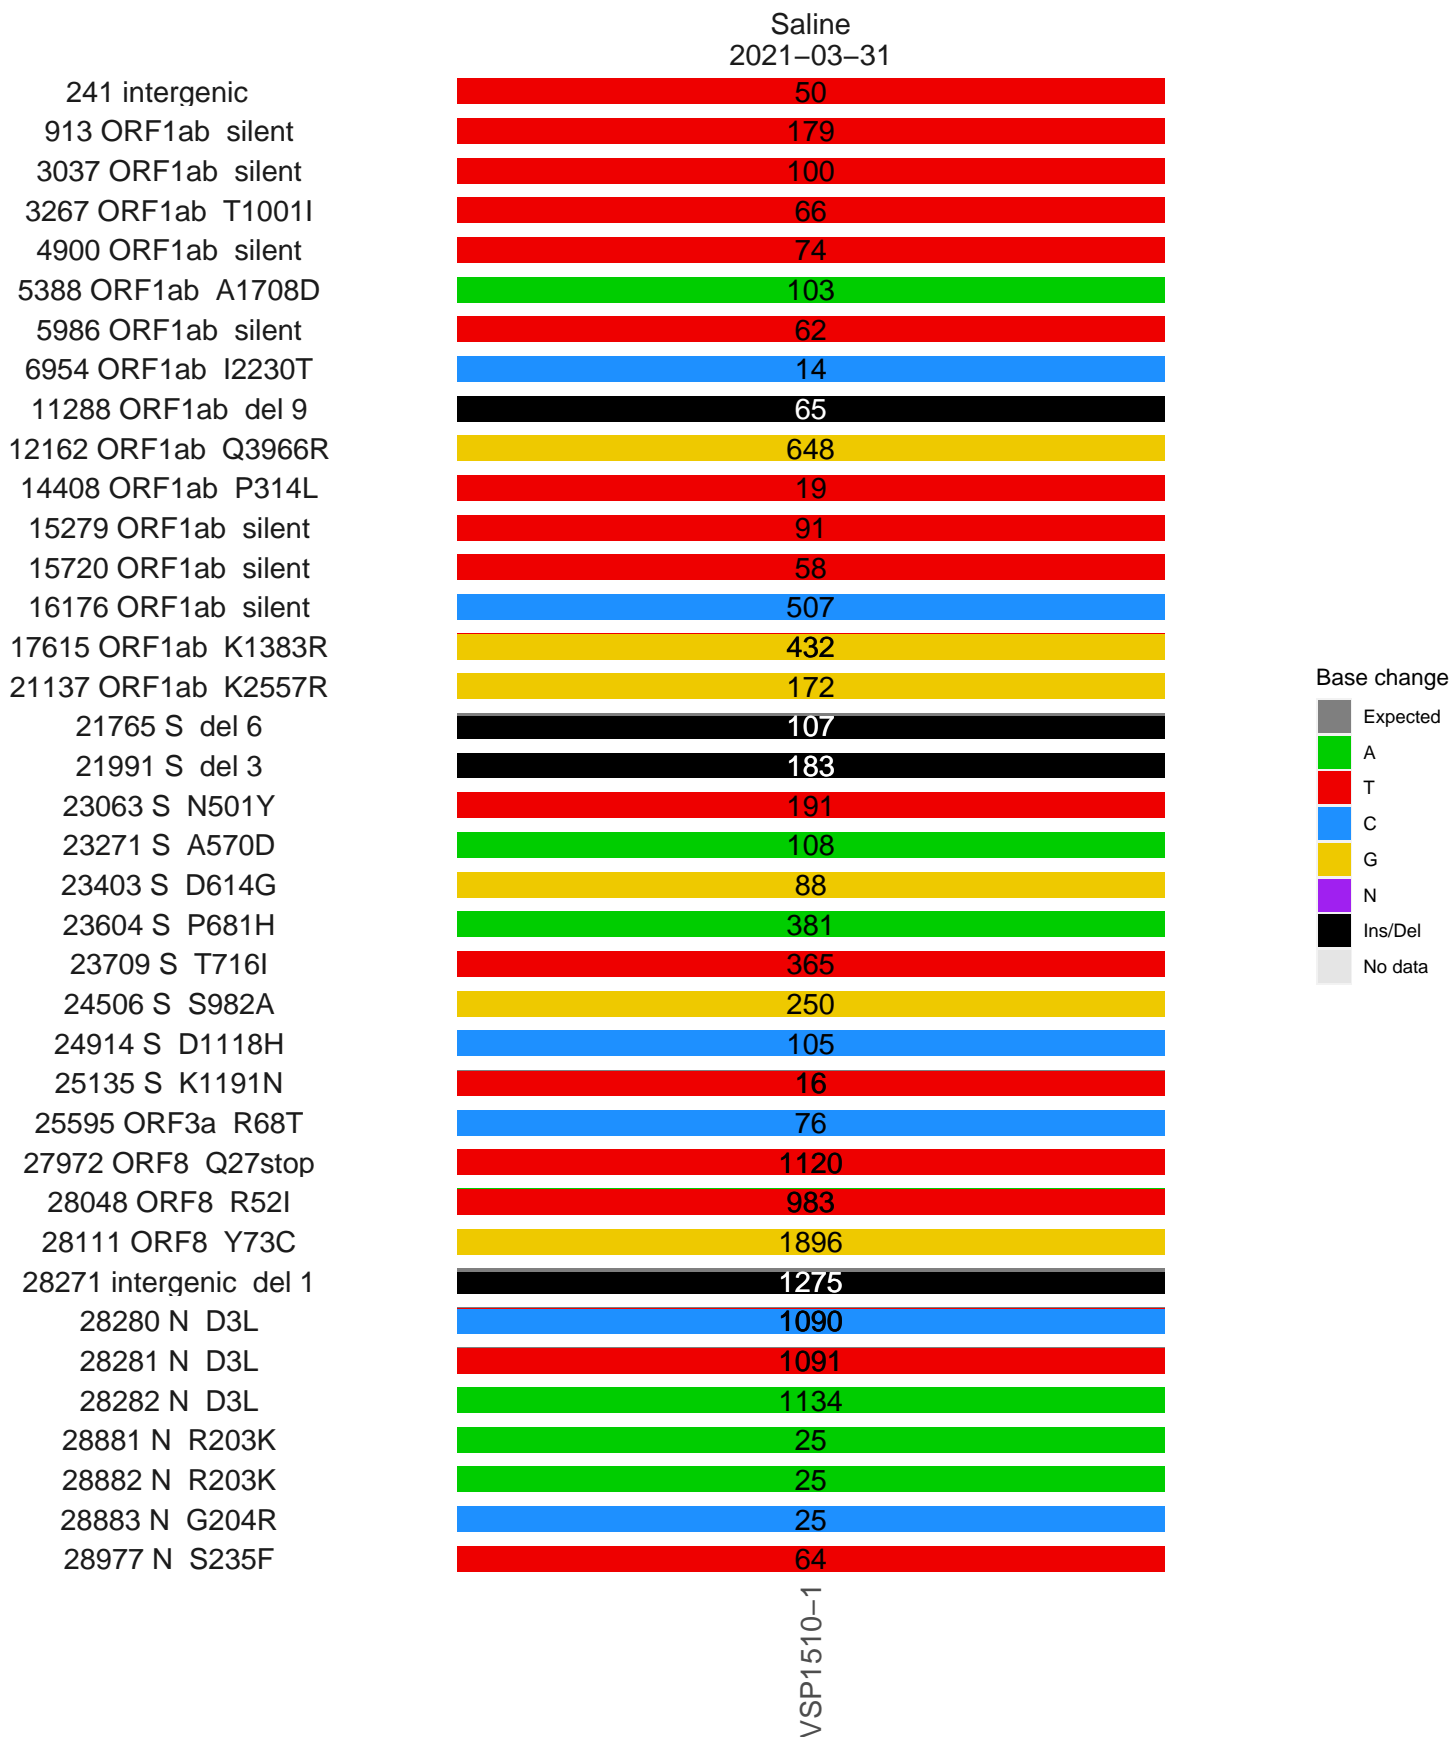 Saline
2021−03−31
241 intergenic 50
913 ORF1ab silent 179
3037 ORF1ab silent 100
3267 ORF1ab T1001I 66
4900 ORF1ab silent 74
5388 ORF1ab A1708D 103
5986 ORF1ab silent 62
6954 ORF1ab I2230T 14
11288 ORF1ab del 9 65
12162 ORF1ab Q3966R 648
14408 ORF1ab P314L 19
15279 ORF1ab silent 91
15720 ORF1ab silent 58
16176 ORF1ab silent 507
17615 ORF1ab K1383R 432
21137 ORF1ab K2557R 172
21765 S del 6 107
21991 S del 3 183
23063 S N501Y 191
23271 S A570D 108
23403 S D614G 88
23604 S P681H 381
23709 S T716I 365
24506 S S982A 250
24914 S D1118H 105
25135 S K1191N 16
25595 ORF3a R68T 76
27972 ORF8 Q27stop 1120
28048 ORF8 R52I 983
28111 ORF8 Y73C 1896
28271 intergenic del 1 1275
28280 N D3L 1090
28281 N D3L 1091
28282 N D3L 1134
28881 N R203K 25
28882 N R203K 25
28883 N G204R 25
28977 N S235F 64
VSP1510−1
Base change
Expected
A
T
C
G
N
Ins/Del
No data